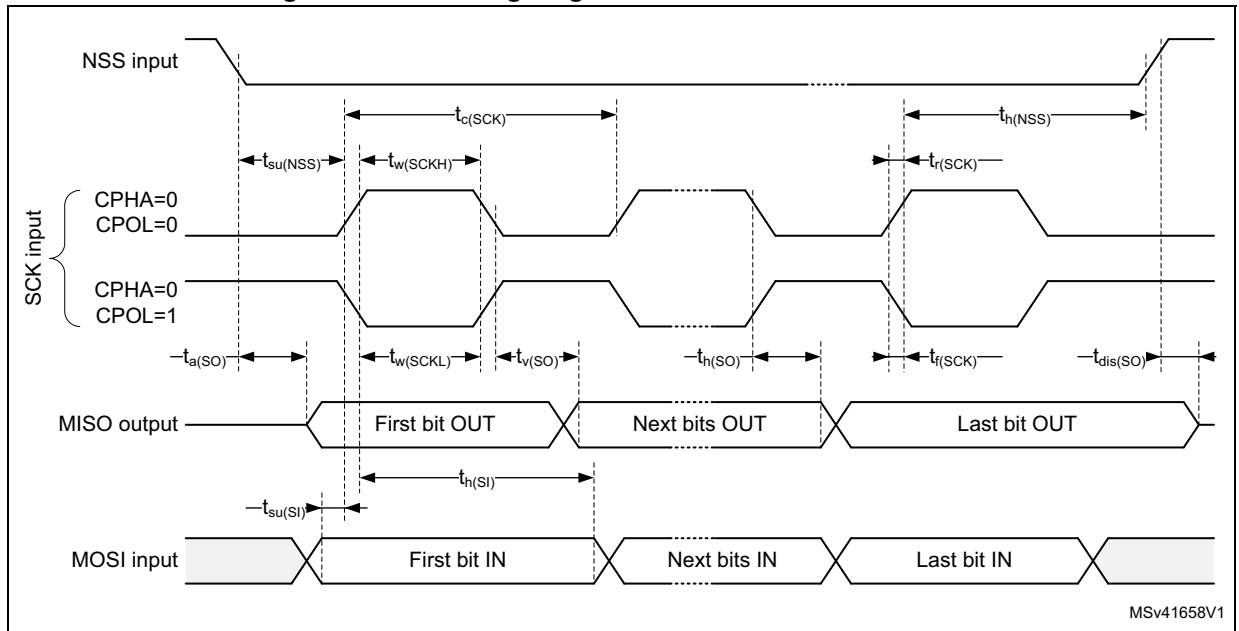 NSS input
tc(SCK)
th(NSS)
tsu(NSS)
tw(SCKH)
tr(SCK)
SCK input
CPHA=0
CPOL=0
CPHA=0
CPOL=1
ta(SO)
tw(SCKL)
tv(SO)
th(SO)
tf(SCK)
tdis(SO)
MISO output
First bit OUT
Next bits OUT
Last bit OUT
th(SI)
tsu(SI)
MOSI input
First bit IN
Next bits IN
Last bit IN
MSv41658V1